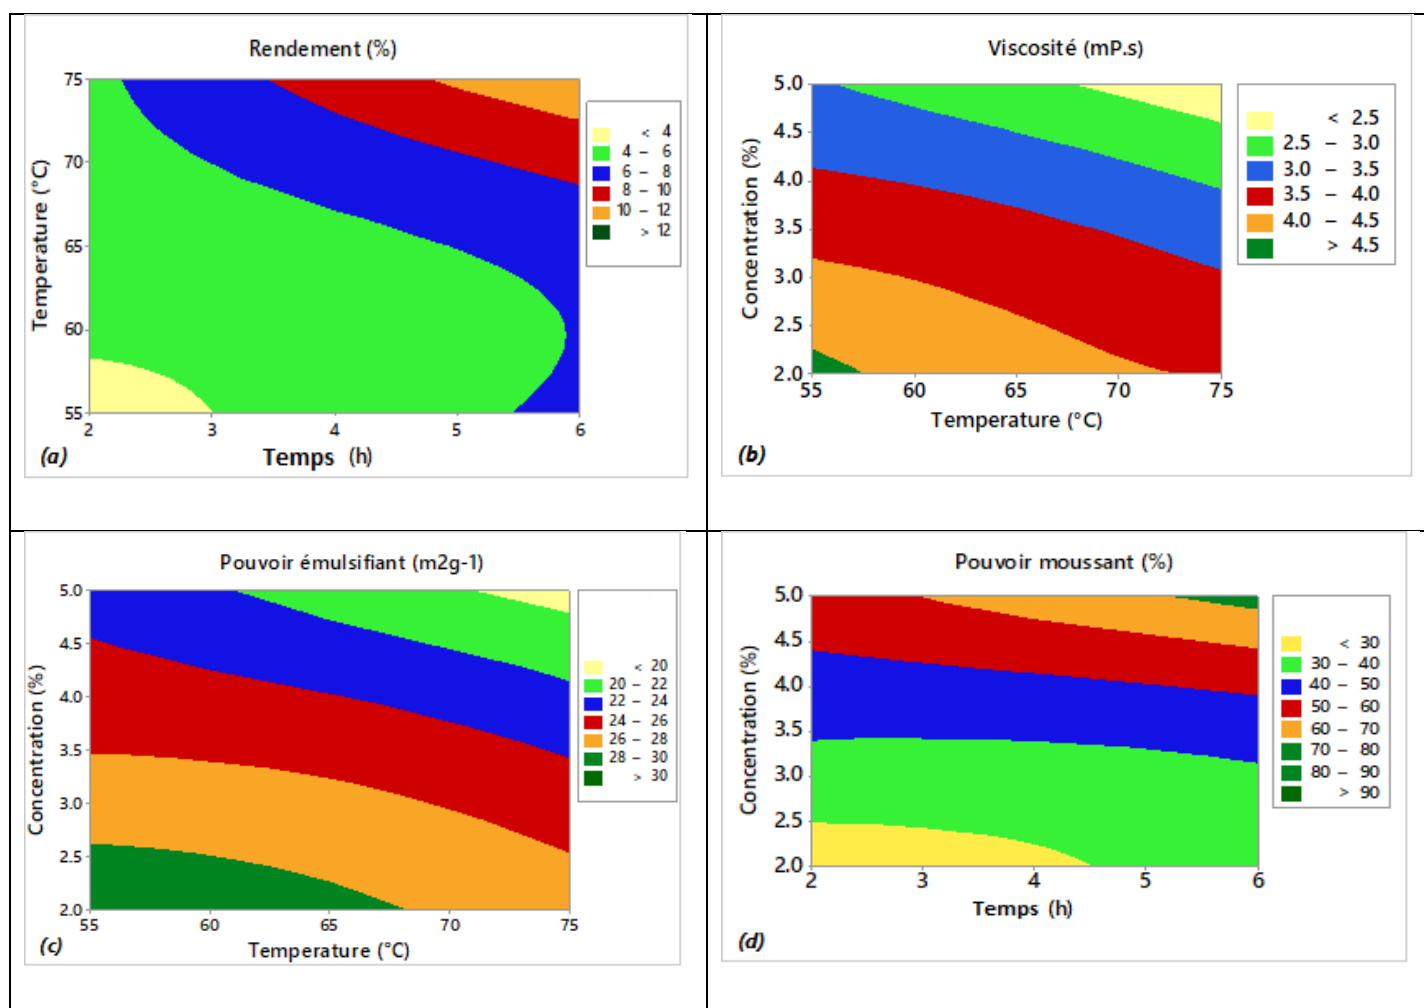 Rendement (%)
75
70
65
60
55
Temperature (°C)
2 3 4 5 6
Temps (h)
< 4
4 – 6
6 – 8
8 – 10
10 – 12
> 12
(a)
Viscosité (mP.s)
5.0
4.5
4.0
3.5
3.0
2.5
2.0
Concentration (%)
55 60 65 70 75
Temperature (°C)
< 2.5
2.5 – 3.0
3.0 – 3.5
3.5 – 4.0
4.0 – 4.5
> 4.5
(b)
Pouvoir émulsifiant (m2g-1)
5.0
4.5
4.0
3.5
3.0
2.5
2.0
Concentration (%)
55 60 65 70 75
Temperature (°C)
< 20
20 – 22
22 – 24
24 – 26
26 – 28
28 – 30
> 30
(c)
Pouvoir moussant (%)
5.0
4.5
4.0
3.5
3.0
2.5
2.0
Concentration (%)
2 3 4 5 6
Temps (h)
< 30
30 – 40
40 – 50
50 – 60
60 – 70
70 – 80
80 – 90
> 90
(d)